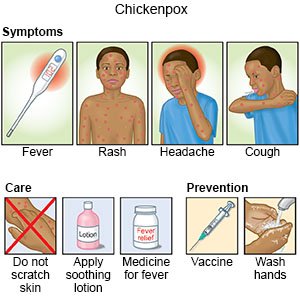 Chickenpox
Symptoms
Fever
Rash
Headache
Cough
Care
Do not
scratch
skin
Lotion
Apply
soothing
lotion
Fever
relief
Medicine
for fever
Prevention
Vaccine
Wash
hands